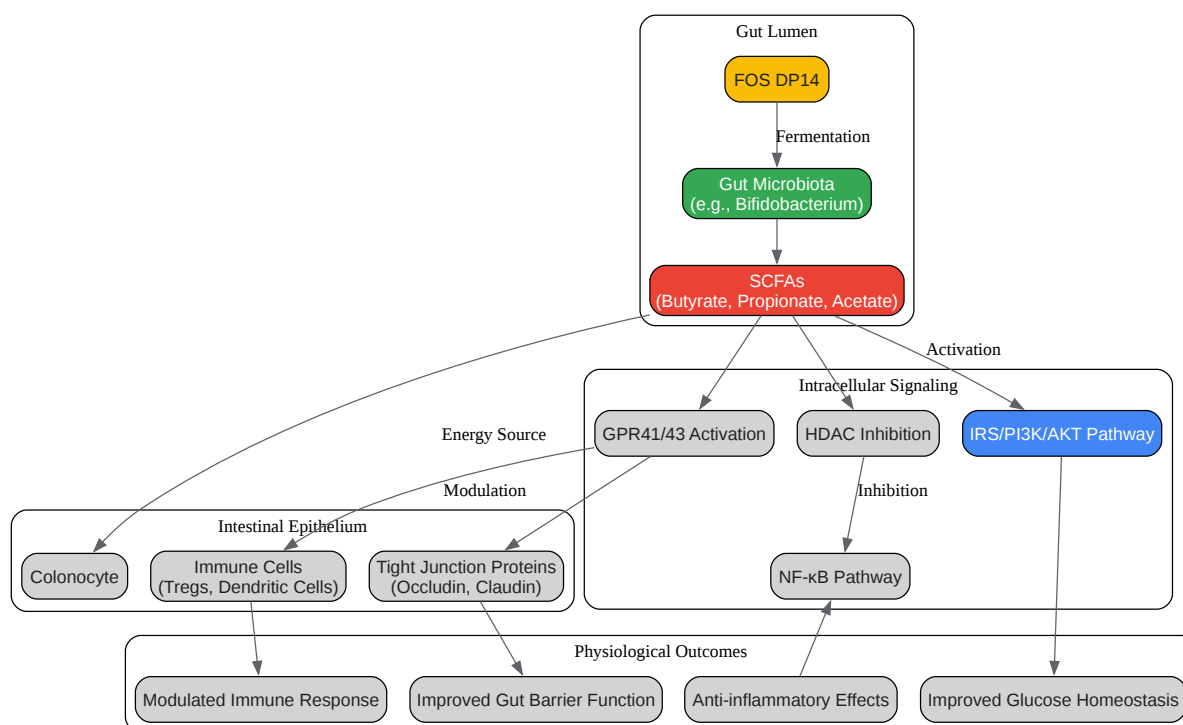 Gut Lumen
FOS DP14
Fermentation
Gut Microbiota
(e.g., Bifidobacterium)
SCFAs
(Butyrate, Propionate, Acetate)
Activation
Intracellular Signaling
Energy Source
GPR41/43 Activation
HDAC Inhibition
IRS/PI3K/AKT Pathway
Modulation
Inhibition
Intestinal Epithelium
Colonocyte
Immune Cells
(Tregs, Dendritic Cells)
Tight Junction Proteins
(Occludin, Claudin)
NF-κB Pathway
Physiological Outcomes
Modulated Immune Response
Improved Gut Barrier Function
Anti-inflammatory Effects
Improved Glucose Homeostasis